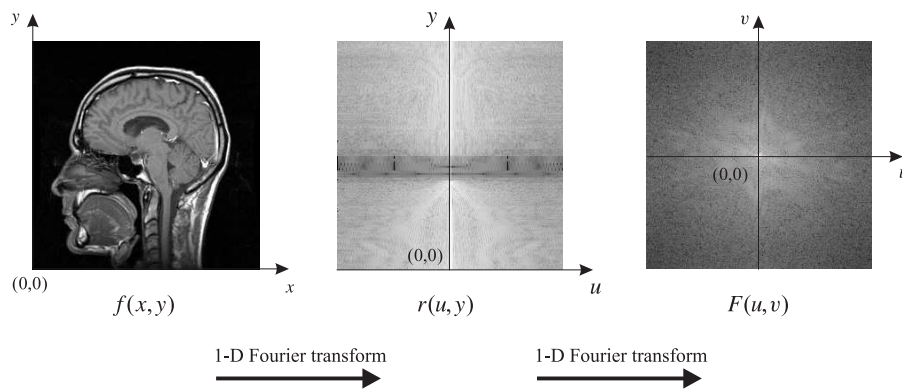 y
(0,0)
x
f(x, y)
y
(0,0)
u
r(u, y)
v
(0,0)
F(u, v)
1-D Fourier transform
1-D Fourier transform